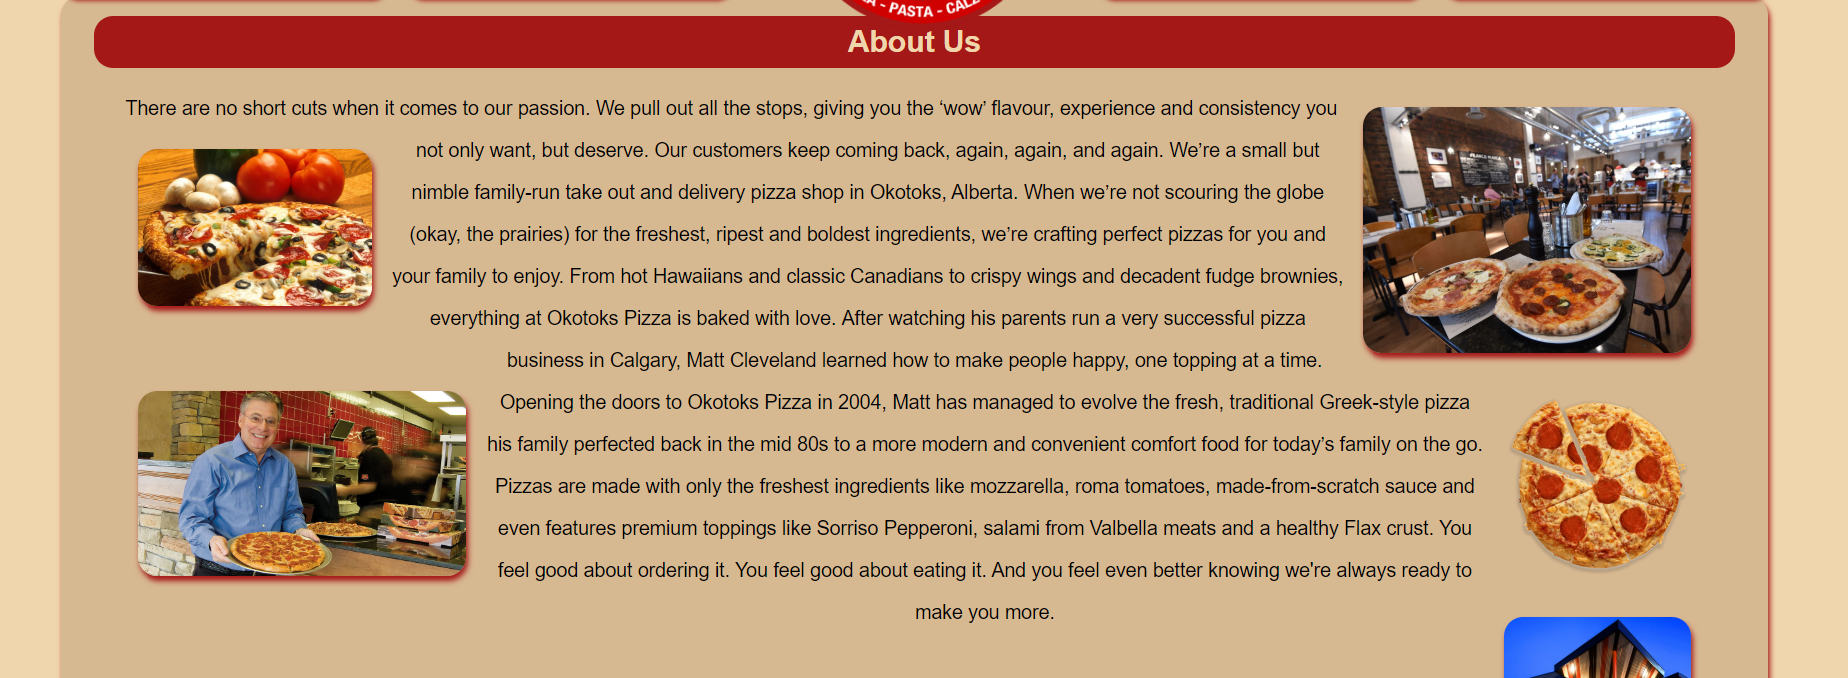 - PASTA -
About Us
There are no short cuts when it comes to our passion. We pull out all the stops, giving you the ‘wow’ flavour, experience and consistency you
not only want, but deserve. Our customers keep coming back, again, again, and again. We’re a small but
nimble family-run take out and delivery pizza shop in Okotoks, Alberta. When we’re not scouring the globe
(okay, the prairies) for the freshest, ripest and boldest ingredients, we’re crafting perfect pizzas for you and
your family to enjoy. From hot Hawaiians and classic Canadians to crispy wings and decadent fudge brownies,
everything at Okotoks Pizza is baked with love. After watching his parents run a very successful pizza
business in Calgary, Matt Cleveland learned how to make people happy, one topping at a time.
Opening the doors to Okotoks Pizza in 2004, Matt has managed to evolve the fresh, traditional Greek-style pizza
his family perfected back in the mid 80s to a more modern and convenient comfort food for today’s family on the go.
Pizzas are made with only the freshest ingredients like mozzarella, roma tomatoes, made-from-scratch sauce and
even features premium toppings like Sorriso Pepperoni, salami from Valbella meats and a healthy Flax crust. You
feel good about ordering it. You feel good about eating it. And you feel even better knowing we're always ready to
make you more.